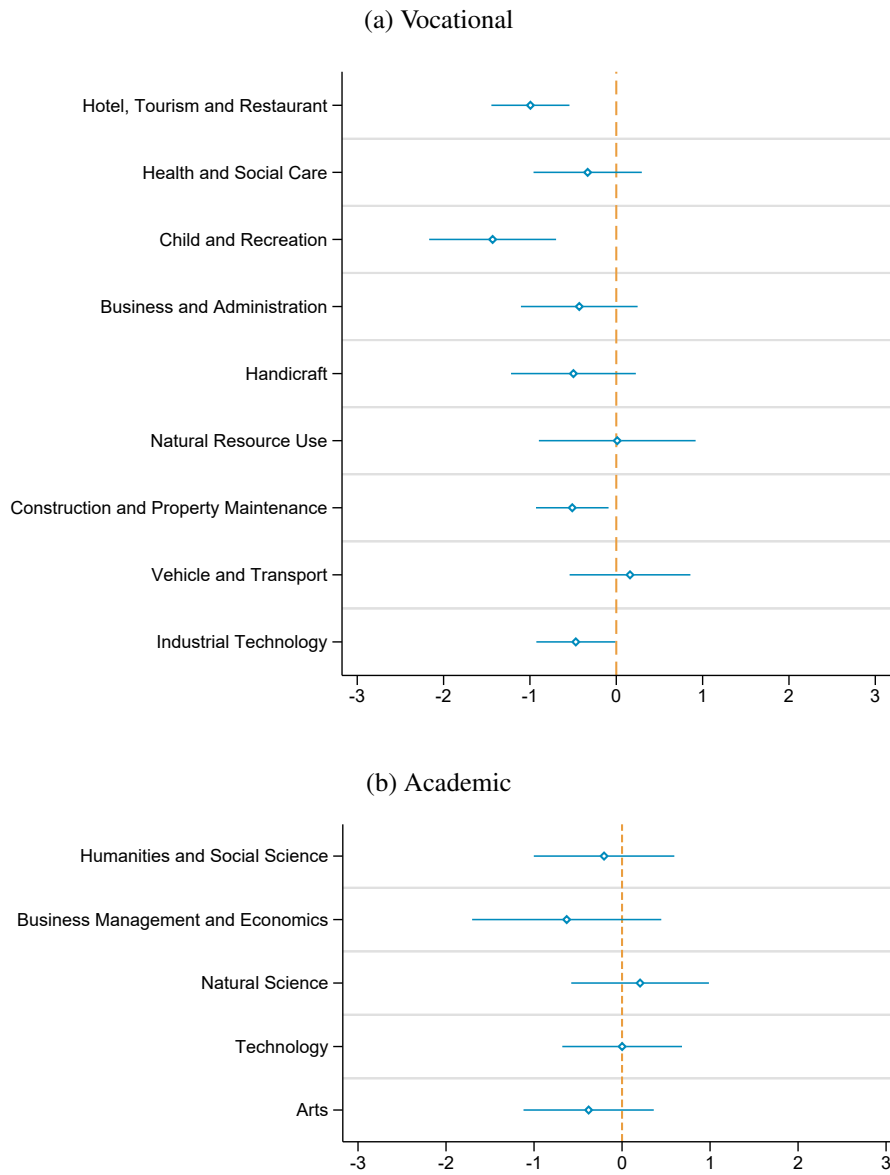 (a) Vocational
Hotel, Tourism and Restaurant
Health and Social Care
Child and Recreation
Business and Administration
Handicraft
Natural Resource Use
Construction and Property Maintenance
Vehicle and Transport
Industrial Technology
-3 -2 -1 0 1 2 3
(b) Academic
Humanities and Social Science
Business Management and Economics
Natural Science
Technology
Arts
-3 -2 -1 0 1 2 3